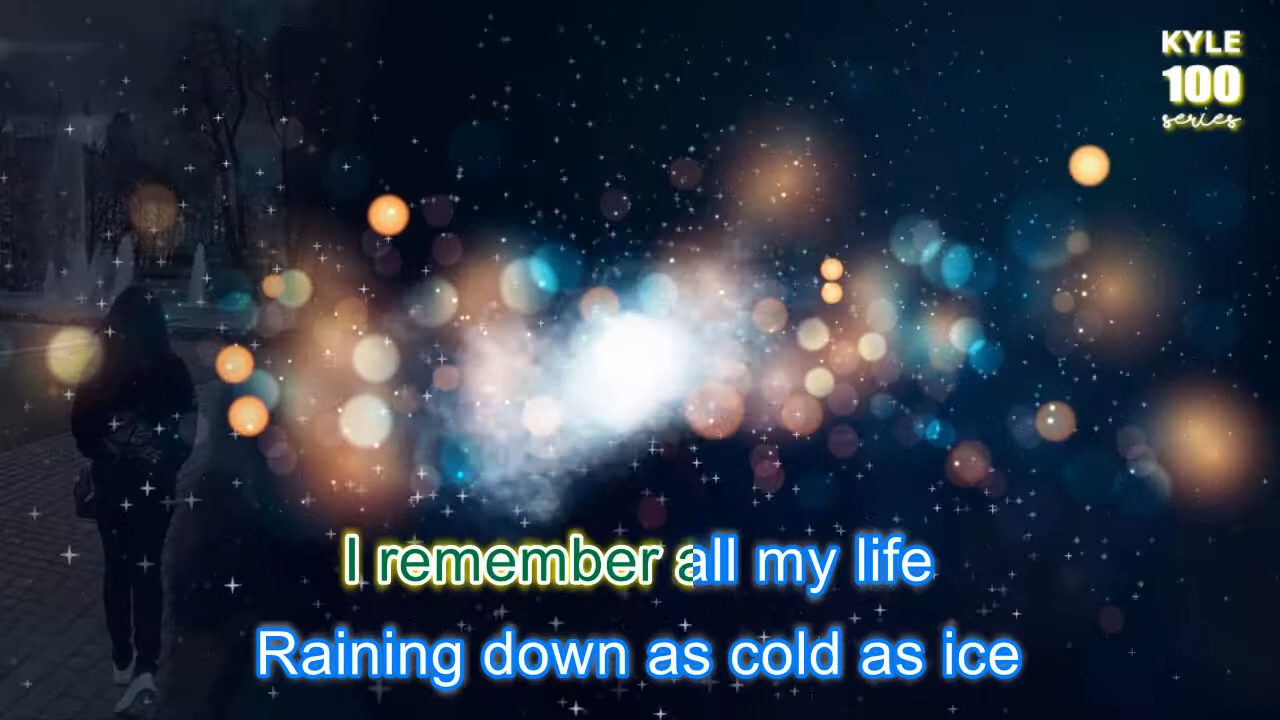 KYLE
100
series
I remember all my life
Raining down as cold as ice